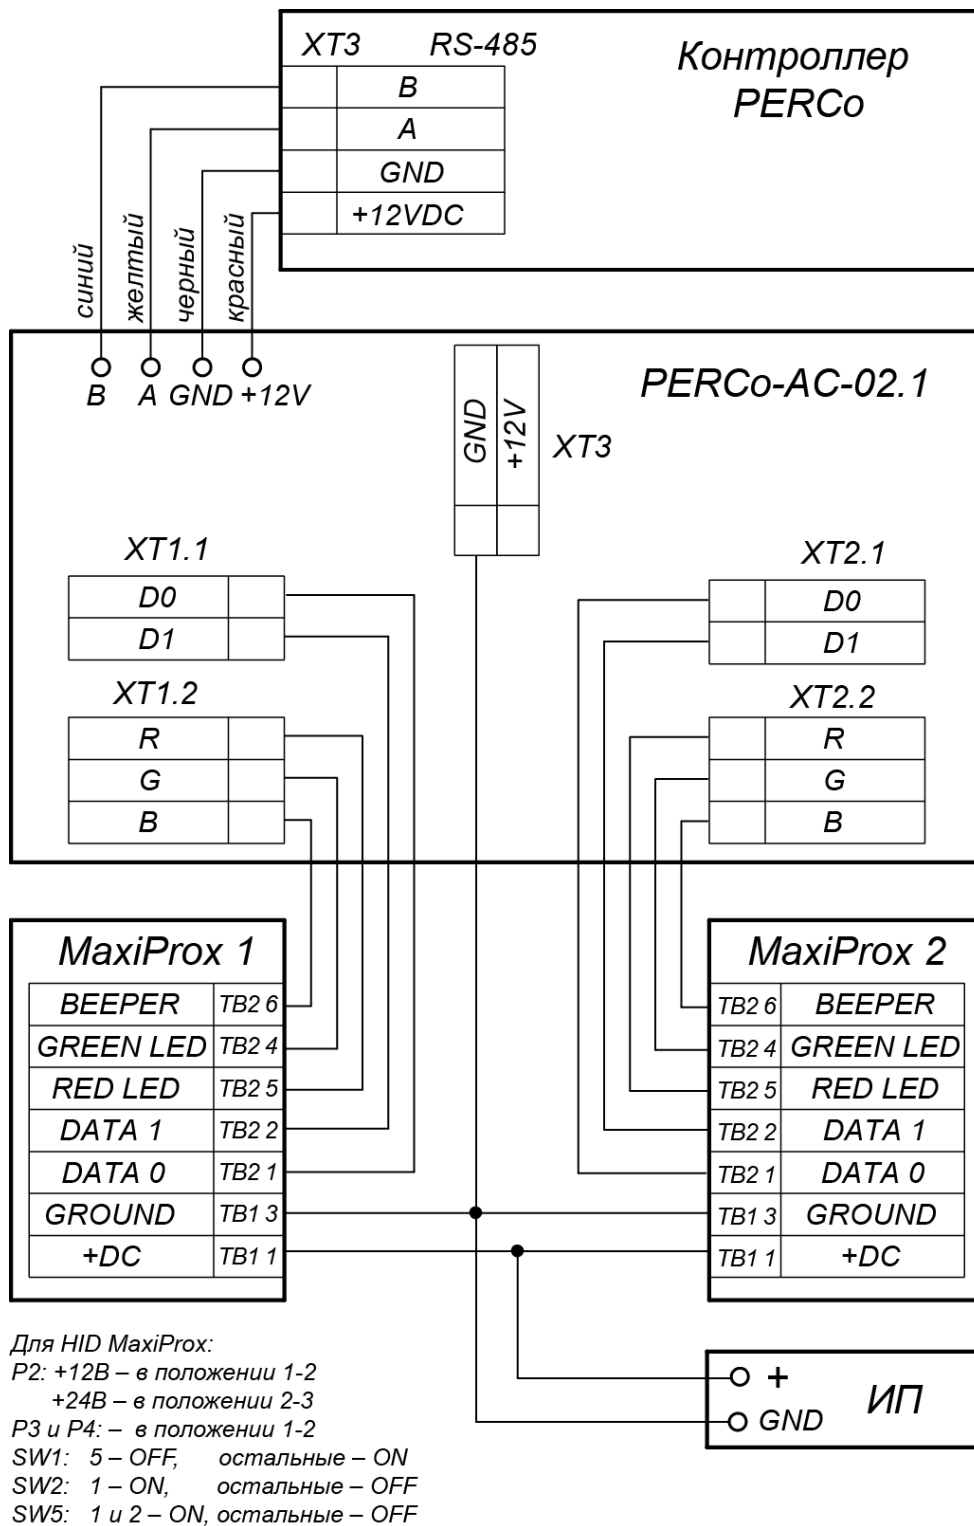 XT3 RS-485
Контроллер
PERCo
B
A
GND
+12VDC
синий
желтый
черный
красный
B A GND +12V
GND
+12V
XT3
PERCo-AC-02.1
XT1.1
D0
D1
XT1.2
R
G
B
XT2.1
D0
D1
XT2.2
R
G
B
MaxiProx 1
BEEPER TB2 6
GREEN LED TB2 4
RED LED TB2 5
DATA 1 TB2 2
DATA 0 TB2 1
GROUND TB1 3
+DC TB1 1
MaxiProx 2
TB2 6 BEEPER
TB2 4 GREEN LED
TB2 5 RED LED
TB2 2 DATA 1
TB2 1 DATA 0
TB1 3 GROUND
TB1 1 +DC
+
GND
ИП
Для HID MaxiProx:
P2: +12В – в положении 1-2
+24В – в положении 2-3
P3 и P4: – в положении 1-2
SW1: 5 – OFF, остальные – ON
SW2: 1 – ON, остальные – OFF
SW5: 1 и 2 – ON, остальные – OFF